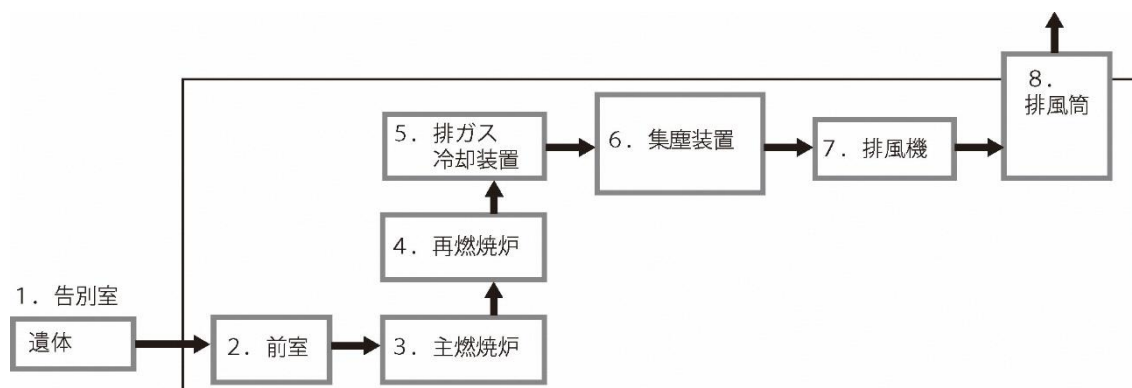 1．告別室
遺体
2．前室
3．主燃焼炉
4．再燃焼炉
5．排ガス
冷却装置
6．集塵装置
7．排風機
8．
排風筒